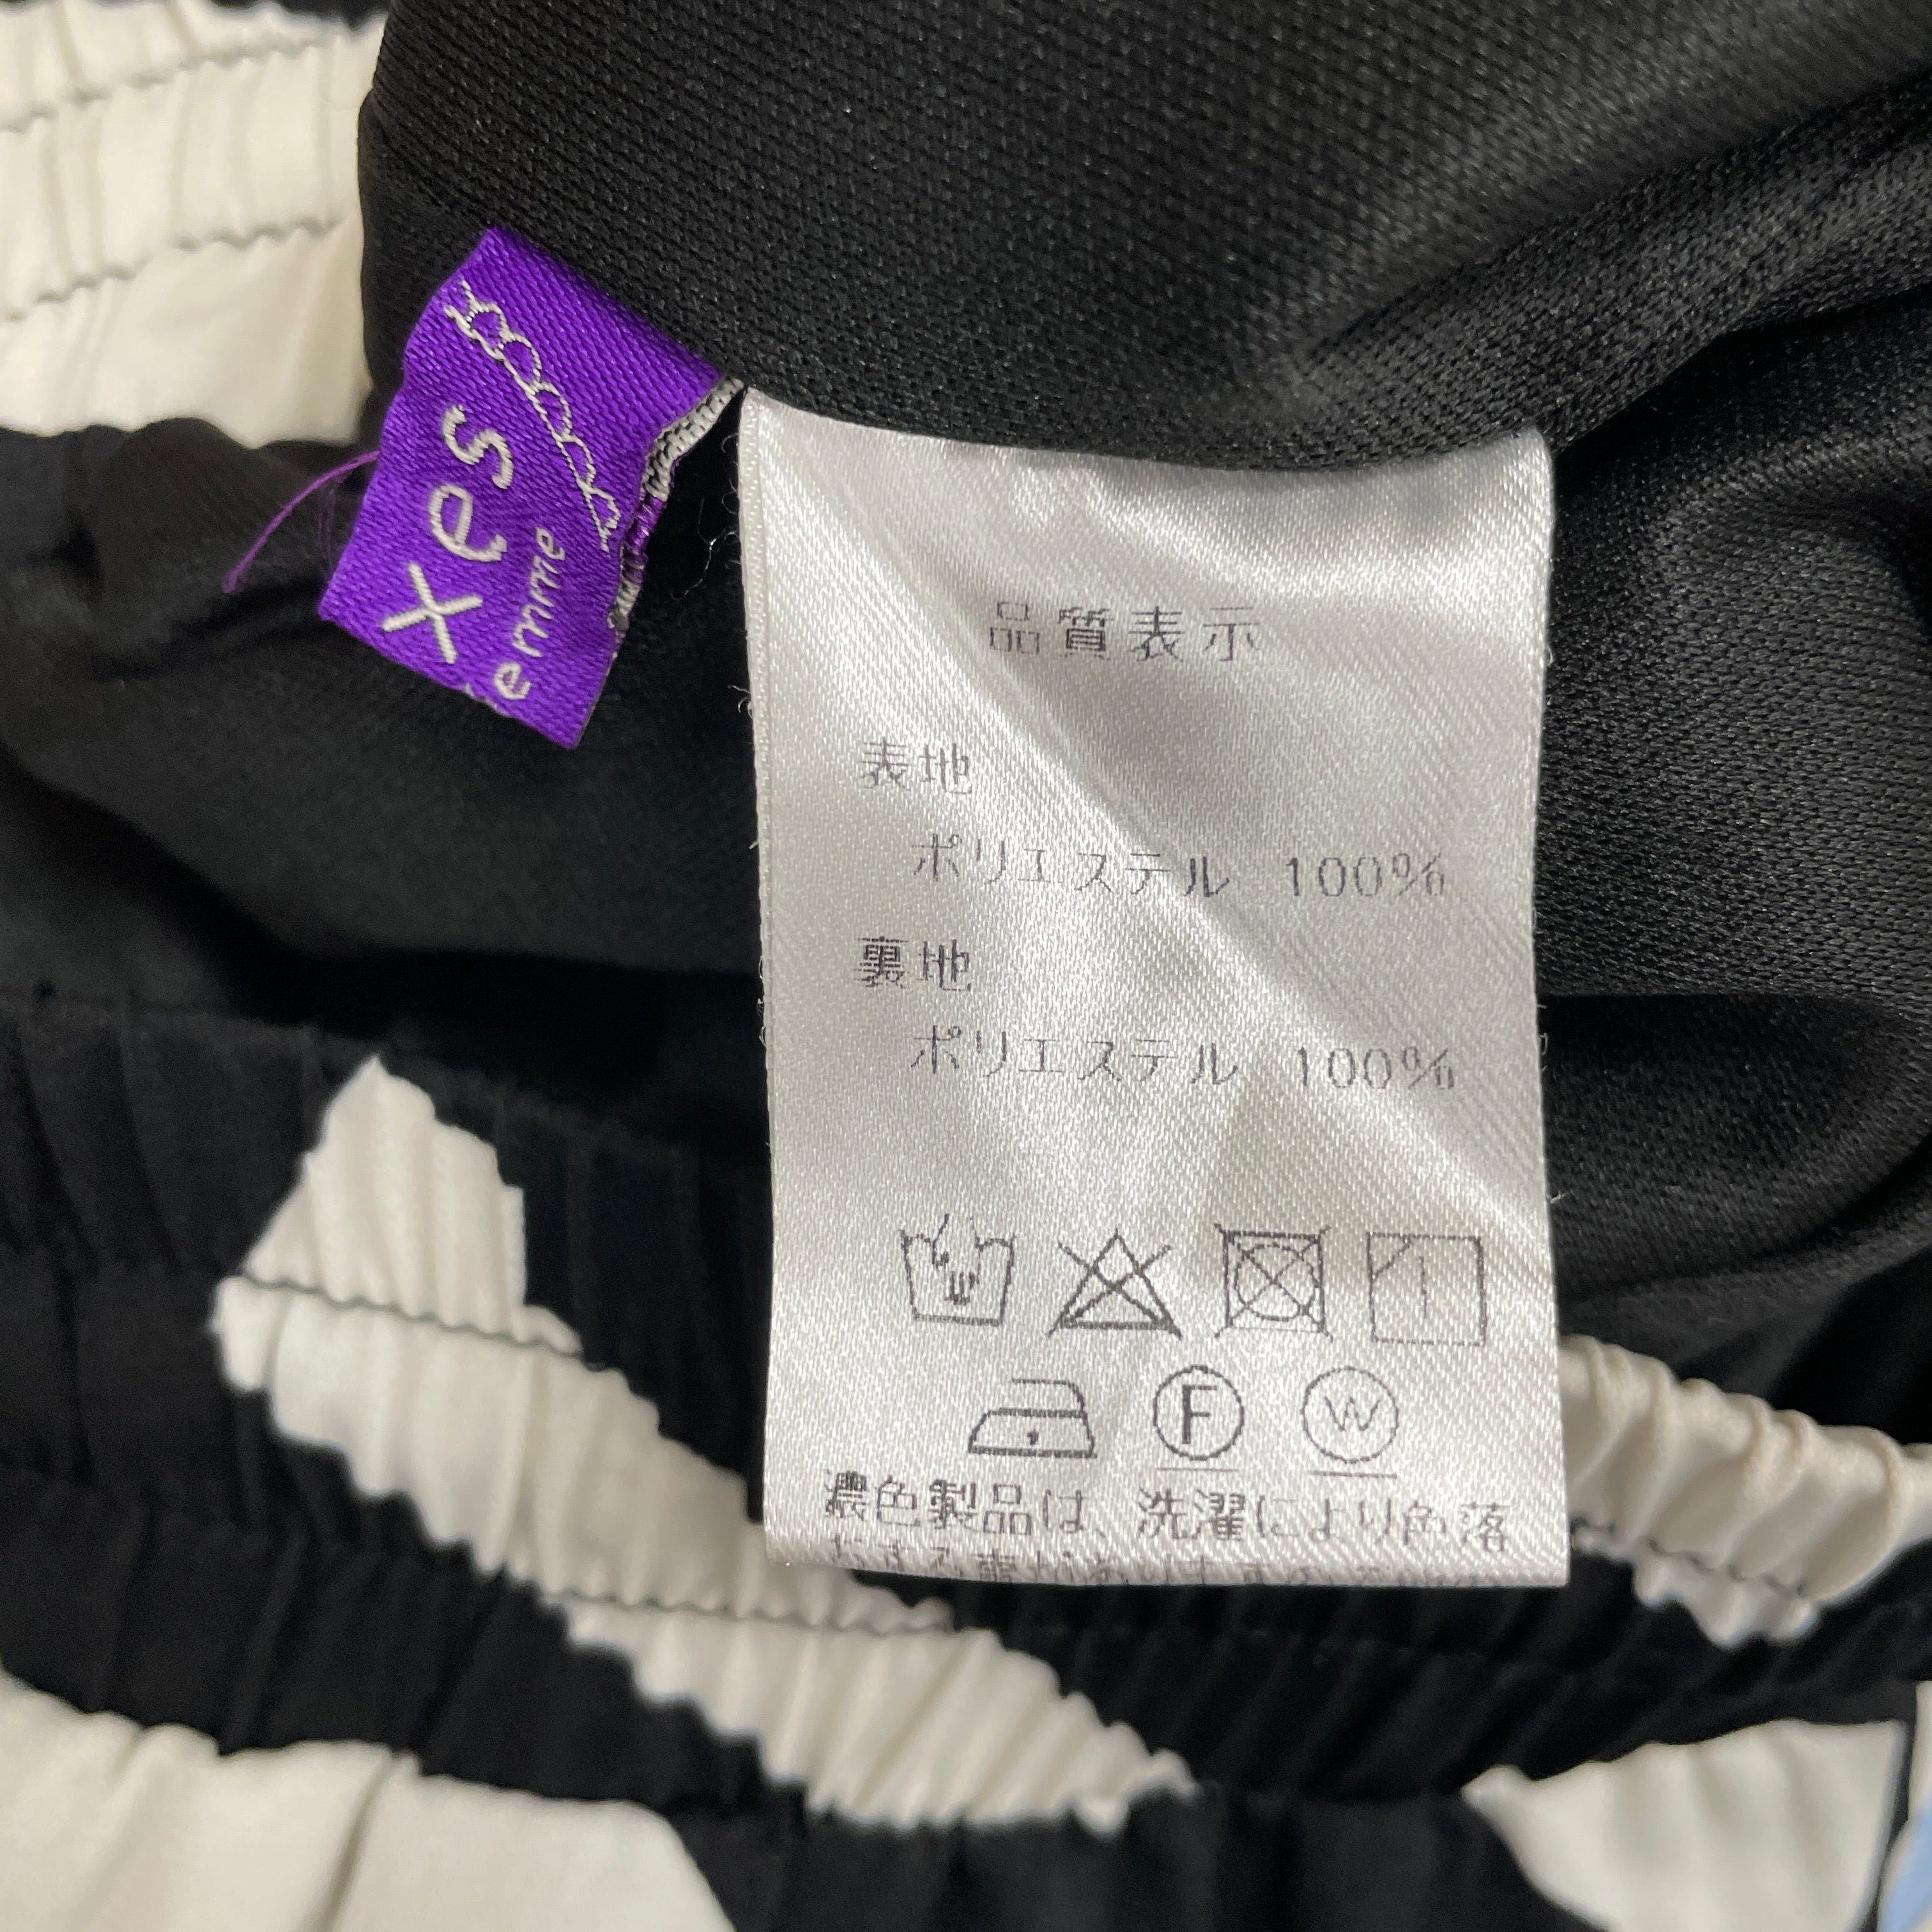 xes
femme
品質表示
表地
ポリエステル 100%
裏地
ポリエステル 100%
F W
濃色製品は、洗濯により色落